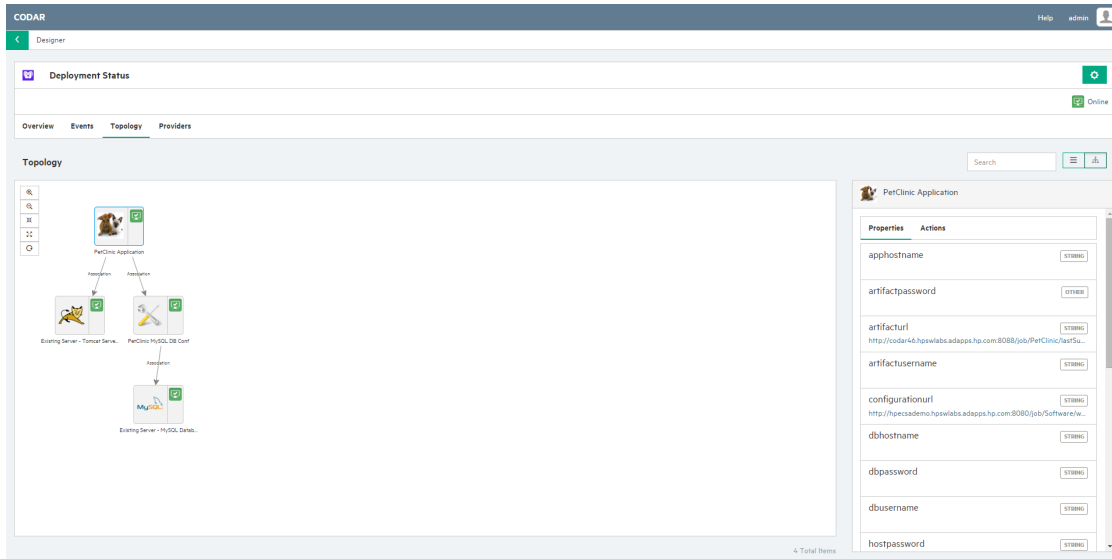 CODAR
Help admin
Designer
Deployment Status
Online
Overview Events Topology Providers
Topology
Search
PetClinic Application
Association Association
Existing Server - Tomcat Serve... PetClinic MySQL DB Conf
Association
MySQL
Existing Server - MySQL Datab...
4 Total Items
PetClinic Application
Properties Actions
apphostname STRING
artifactpassword OTHER
artifacturl STRING
http://codar46.hpswlabs.adapps.hp.com:8088/job/PetClinic/lastSu...
artifactusername STRING
configurationurl STRING
http://hpecsademo.hpswlabs.adapps.hp.com:8080/job/Software/w...
dbhostname STRING
dbpassword STRING
dbusername STRING
hostpassword STRING